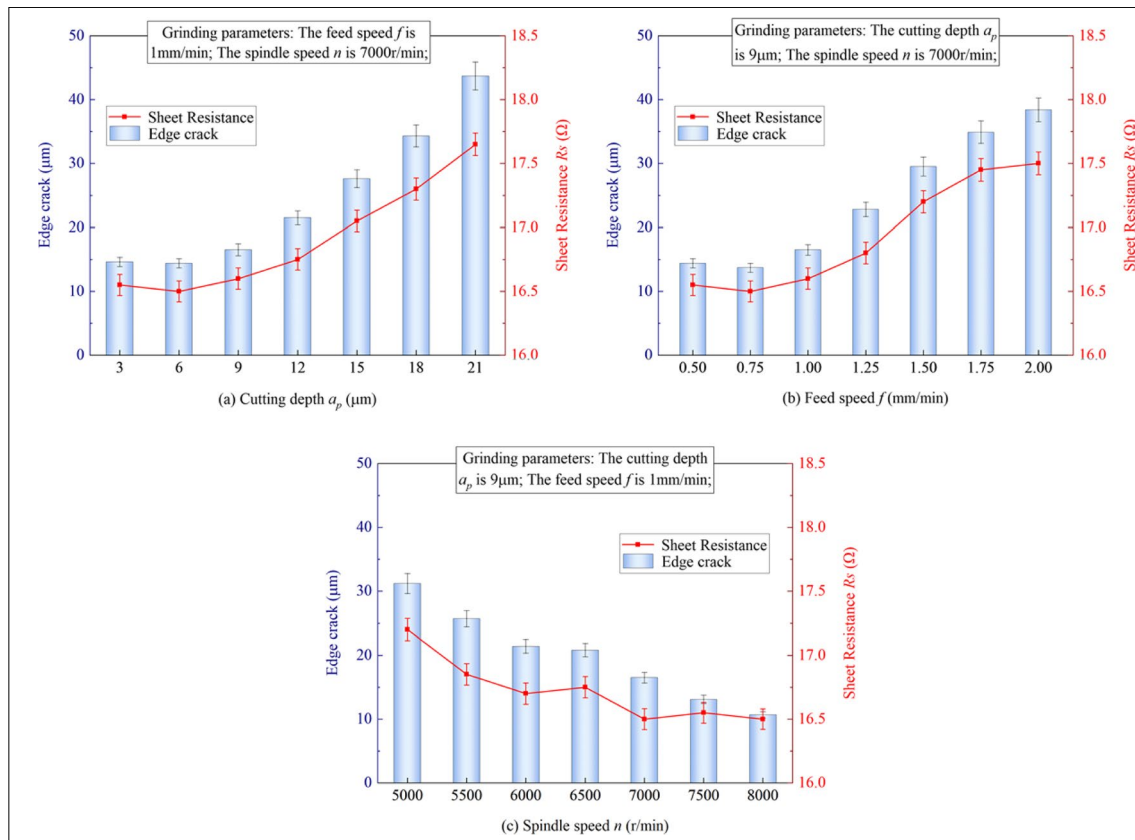 Grinding parameters: The feed speed f is
1mm/min; The spindle speed n is 7000r/min;
Sheet Resistance
Edge crack
Edge crack (μm)
50
40
30
20
10
0
Sheet Resistance Rs (Ω)
18.5
18.0
17.5
17.0
16.5
16.0
3 6 9 12 15 18 21
(a) Cutting depth ap (μm)
Grinding parameters: The cutting depth ap
is 9μm; The spindle speed n is 7000r/min;
Sheet Resistance
Edge crack
Edge crack (μm)
50
40
30
20
10
0
Sheet Resistance Rs (Ω)
18.5
18.0
17.5
17.0
16.5
16.0
0.50 0.75 1.00 1.25 1.50 1.75 2.00
(b) Feed speed f (mm/min)
Grinding parameters: The cutting depth
ap is 9μm; The feed speed f is 1mm/min;
Sheet Resistance
Edge crack
Edge crack (μm)
50
40
30
20
10
0
Sheet Resistance Rs (Ω)
18.5
18.0
17.5
17.0
16.5
16.0
5000 5500 6000 6500 7000 7500 8000
(c) Spindle speed n (r/min)